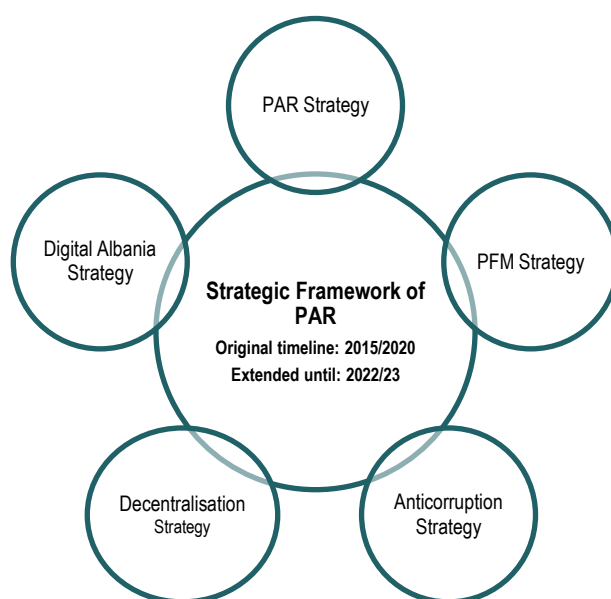 PAR Strategy
Digital Albania
Strategy
PFM Strategy
Strategic Framework of
PAR
Original timeline: 2015/2020
Extended until: 2022/23
Decentralisation
Strategy
Anticorruption
Strategy